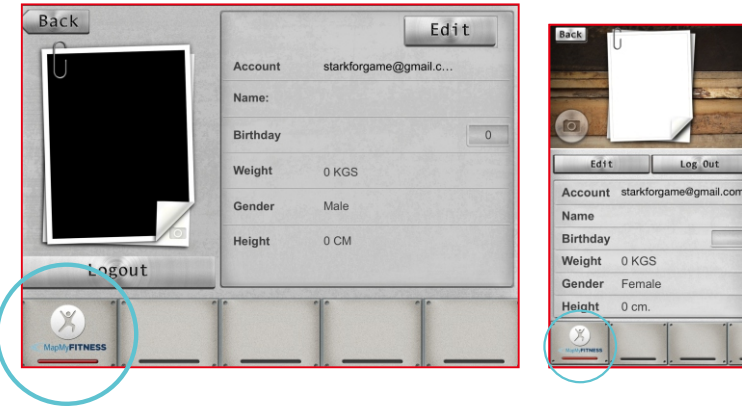 Back
Edit
Account starkforgame@gmail.c...
Name:
Birthday 0
Weight 0 KGS
Gender Male
Height 0 CM
Logout
MapMyFITNESS
Back
Edit Log Out
Account starkforgame@gmail.com
Name
Birthday
Weight 0 KGS
Gender Female
Height 0 cm.
MapMyFITNESS